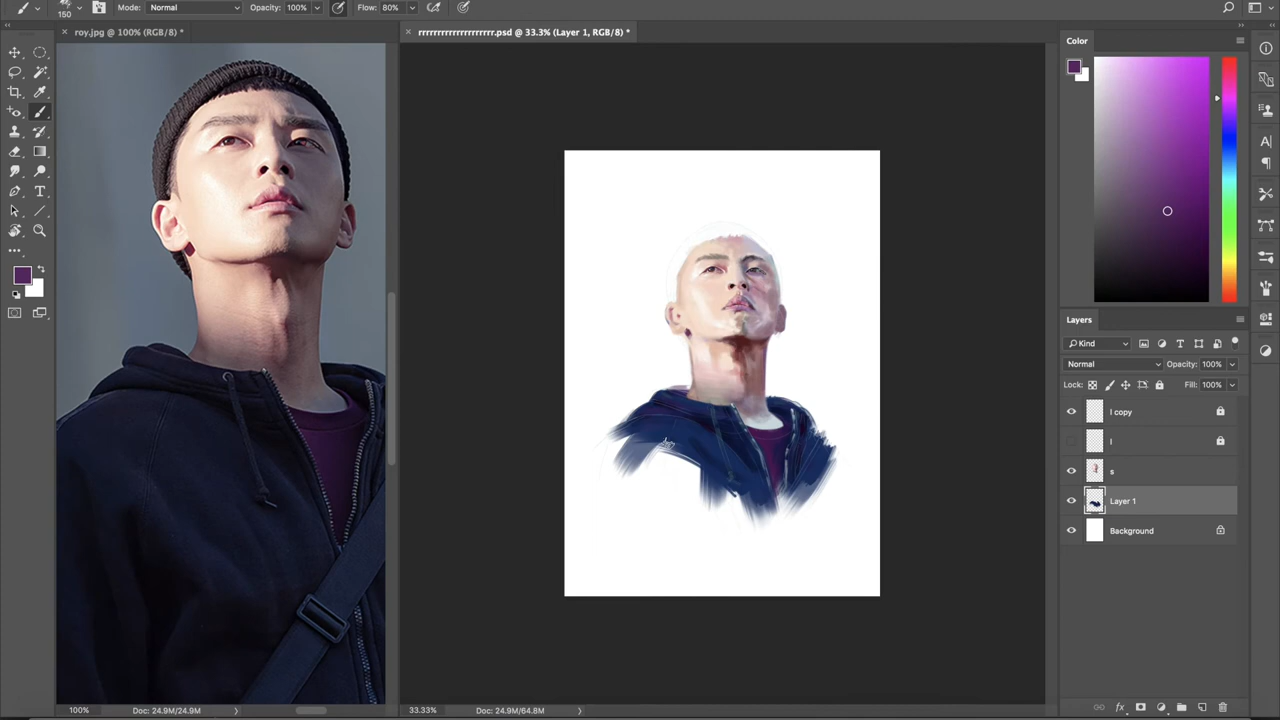 150
Mode:
Normal
Opacity:
100%
Flow:
80%
roy.jpg @ 100% (RGB/8) *
rrrrrrrrrrrrrrrrrrrr.psd @ 33.3% (Layer 1, RGB/8) *
Color
Layers
Kind
Normal
Opacity:
100%
Lock:
Fill:
100%
l copy
l
s
Layer 1
Background
100%
Doc: 24.9M/24.9M
33.33%
Doc: 24.9M/64.8M